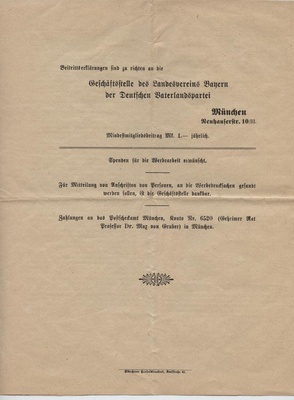 Beitrittserklärungen sind zu richten an die
Geschäftsstelle des Landesvereins Bayern
der Deutschen Vaterlandspartei
München
Neuhauserstr. 10/III.
Mindestmitgliedsbeitrag Mk. 1.— jährlich.
Spenden für die Werbearbeit erwünscht.
Für Mitteilung von Anschriften von Personen, an die Werbedrucksachen gesandt
werden sollen, ist die Geschäftsstelle dankbar.
Zahlungen an das Postscheckamt München, Konto Nr. 6520 (Geheimer Rat
Professor Dr. Max von Gruber) in München.